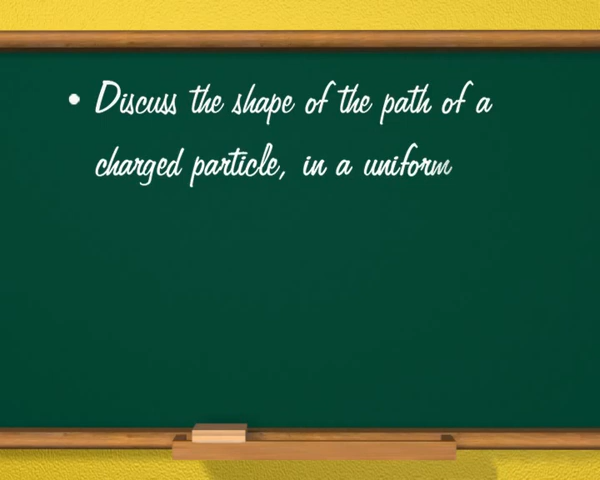 • Discuss the shape of the path of a
charged particle, in a uniform